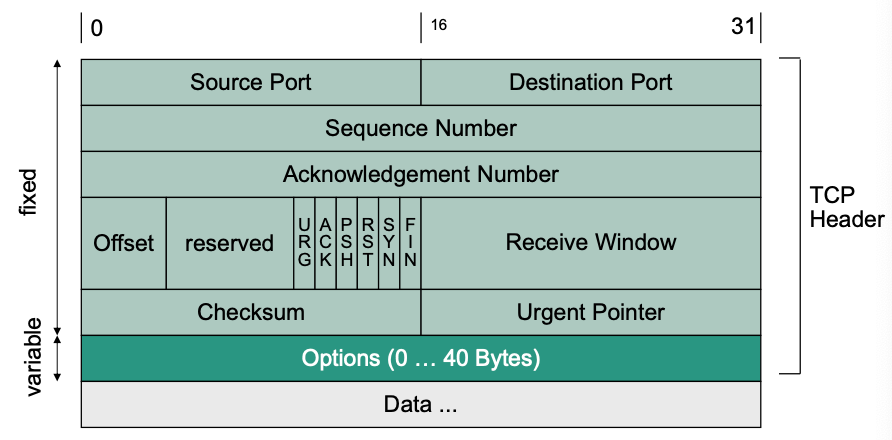 0 16 31
Source Port Destination Port
Sequence Number
Acknowledgement Number
fixed
Offset reserved URG ACK PSH RST SYN FIN Receive Window
TCP
Header
Checksum Urgent Pointer
variable
Options (0 … 40 Bytes)
Data ...